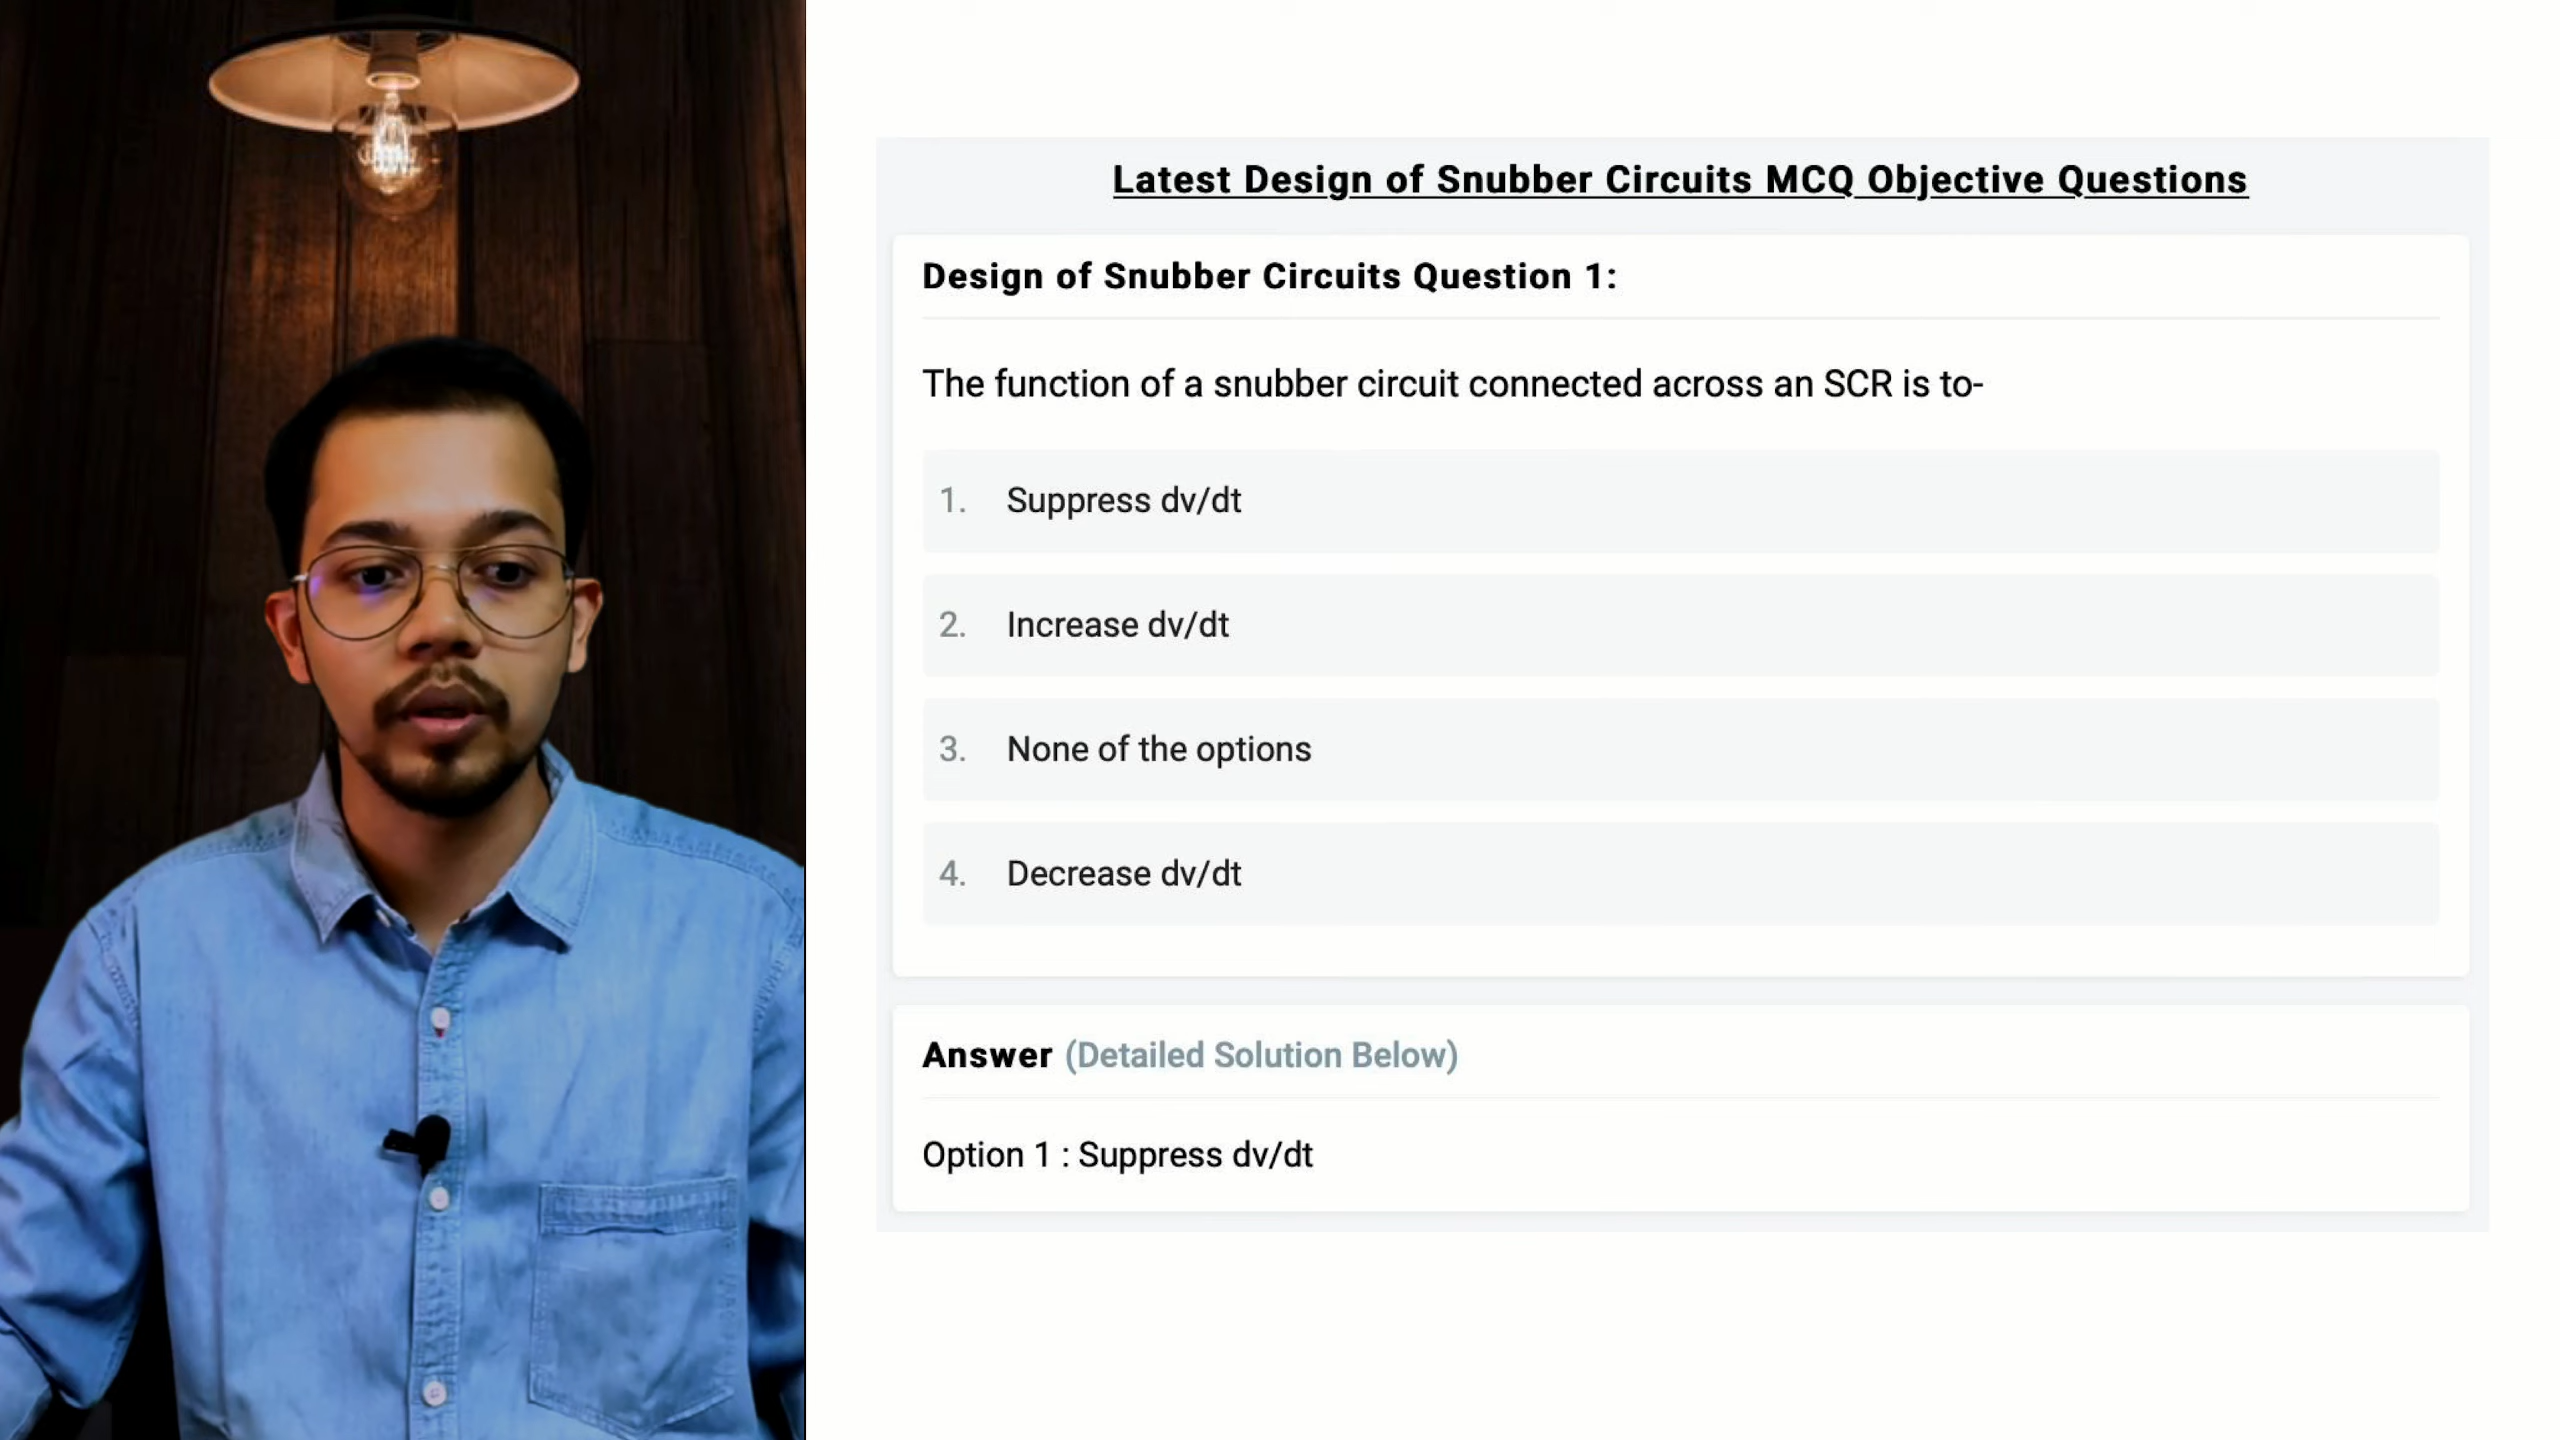 Latest Design of Snubber Circuits MCQ Objective Questions
Design of Snubber Circuits Question 1:
The function of a snubber circuit connected across an SCR is to-
1. Suppress dv/dt
2. Increase dv/dt
3. None of the options
4. Decrease dv/dt
Answer (Detailed Solution Below)
Option 1 : Suppress dv/dt